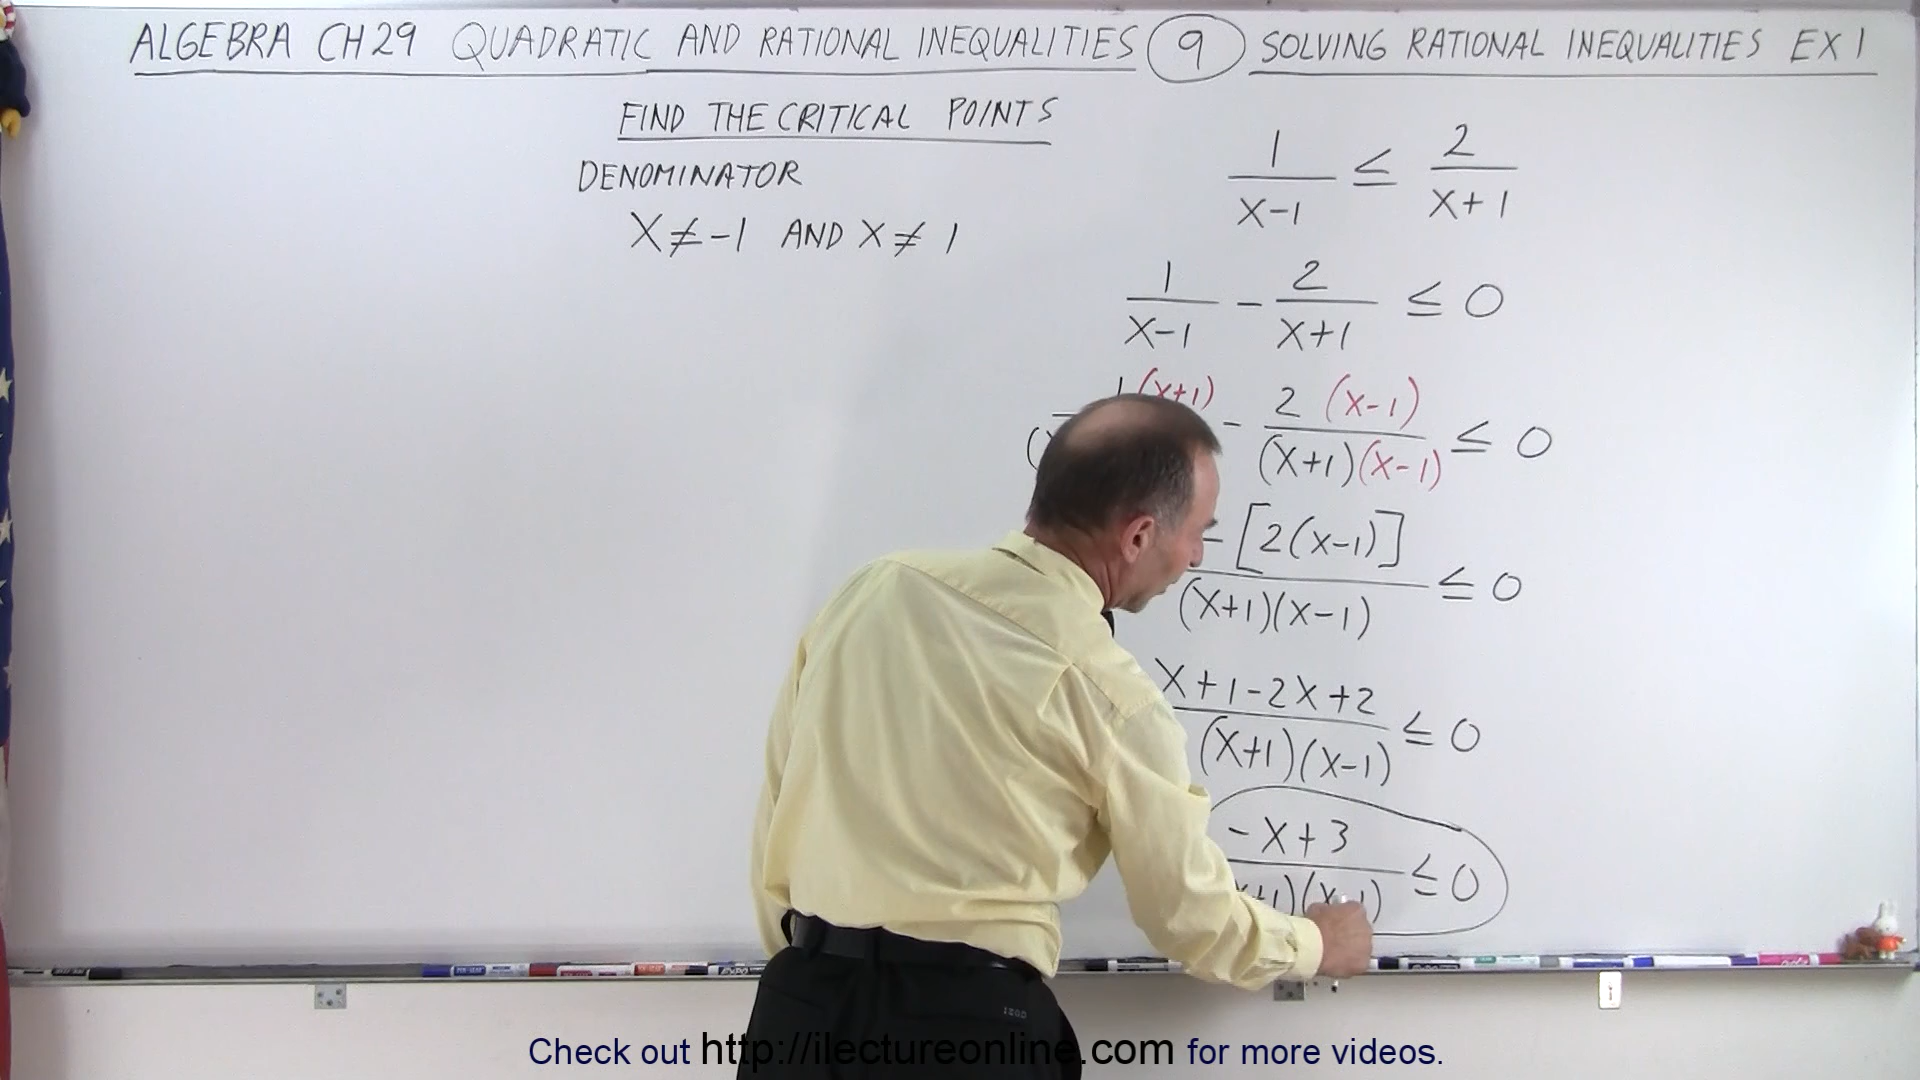 ALGEBRA CH 29 QUADRATIC AND RATIONAL INEQUALITIES 9 SOLVING RATIONAL INEQUALITIES EX 1
FIND THE CRITICAL POINTS
DENOMINATOR
X ≠ -1 AND X ≠ 1
1/(X-1) ≤ 2/(X+1)
1/(X-1) - 2/(X+1) ≤ 0
1(X+1) - 2(X-1)/(X+1)(X-1) ≤ 0
- [2(X-1)]/(X+1)(X-1) ≤ 0
X+1-2X+2/(X+1)(X-1) ≤ 0
-X+3/(X+1)(X-1) ≤ 0
Check out http://ilectureonline.com for more videos.